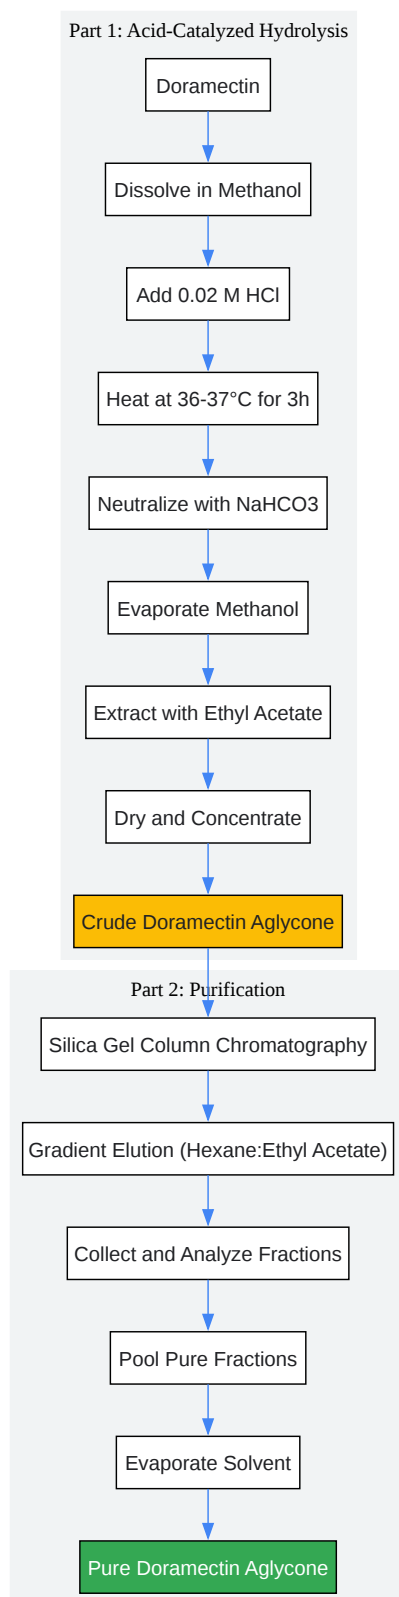 Part 1: Acid-Catalyzed Hydrolysis
Doramectin
Dissolve in Methanol
Add 0.02 M HCl
Heat at 36-37°C for 3h
Neutralize with NaHCO3
Evaporate Methanol
Extract with Ethyl Acetate
Dry and Concentrate
Crude Doramectin Aglycone
Part 2: Purification
Silica Gel Column Chromatography
Gradient Elution (Hexane:Ethyl Acetate)
Collect and Analyze Fractions
Pool Pure Fractions
Evaporate Solvent
Pure Doramectin Aglycone